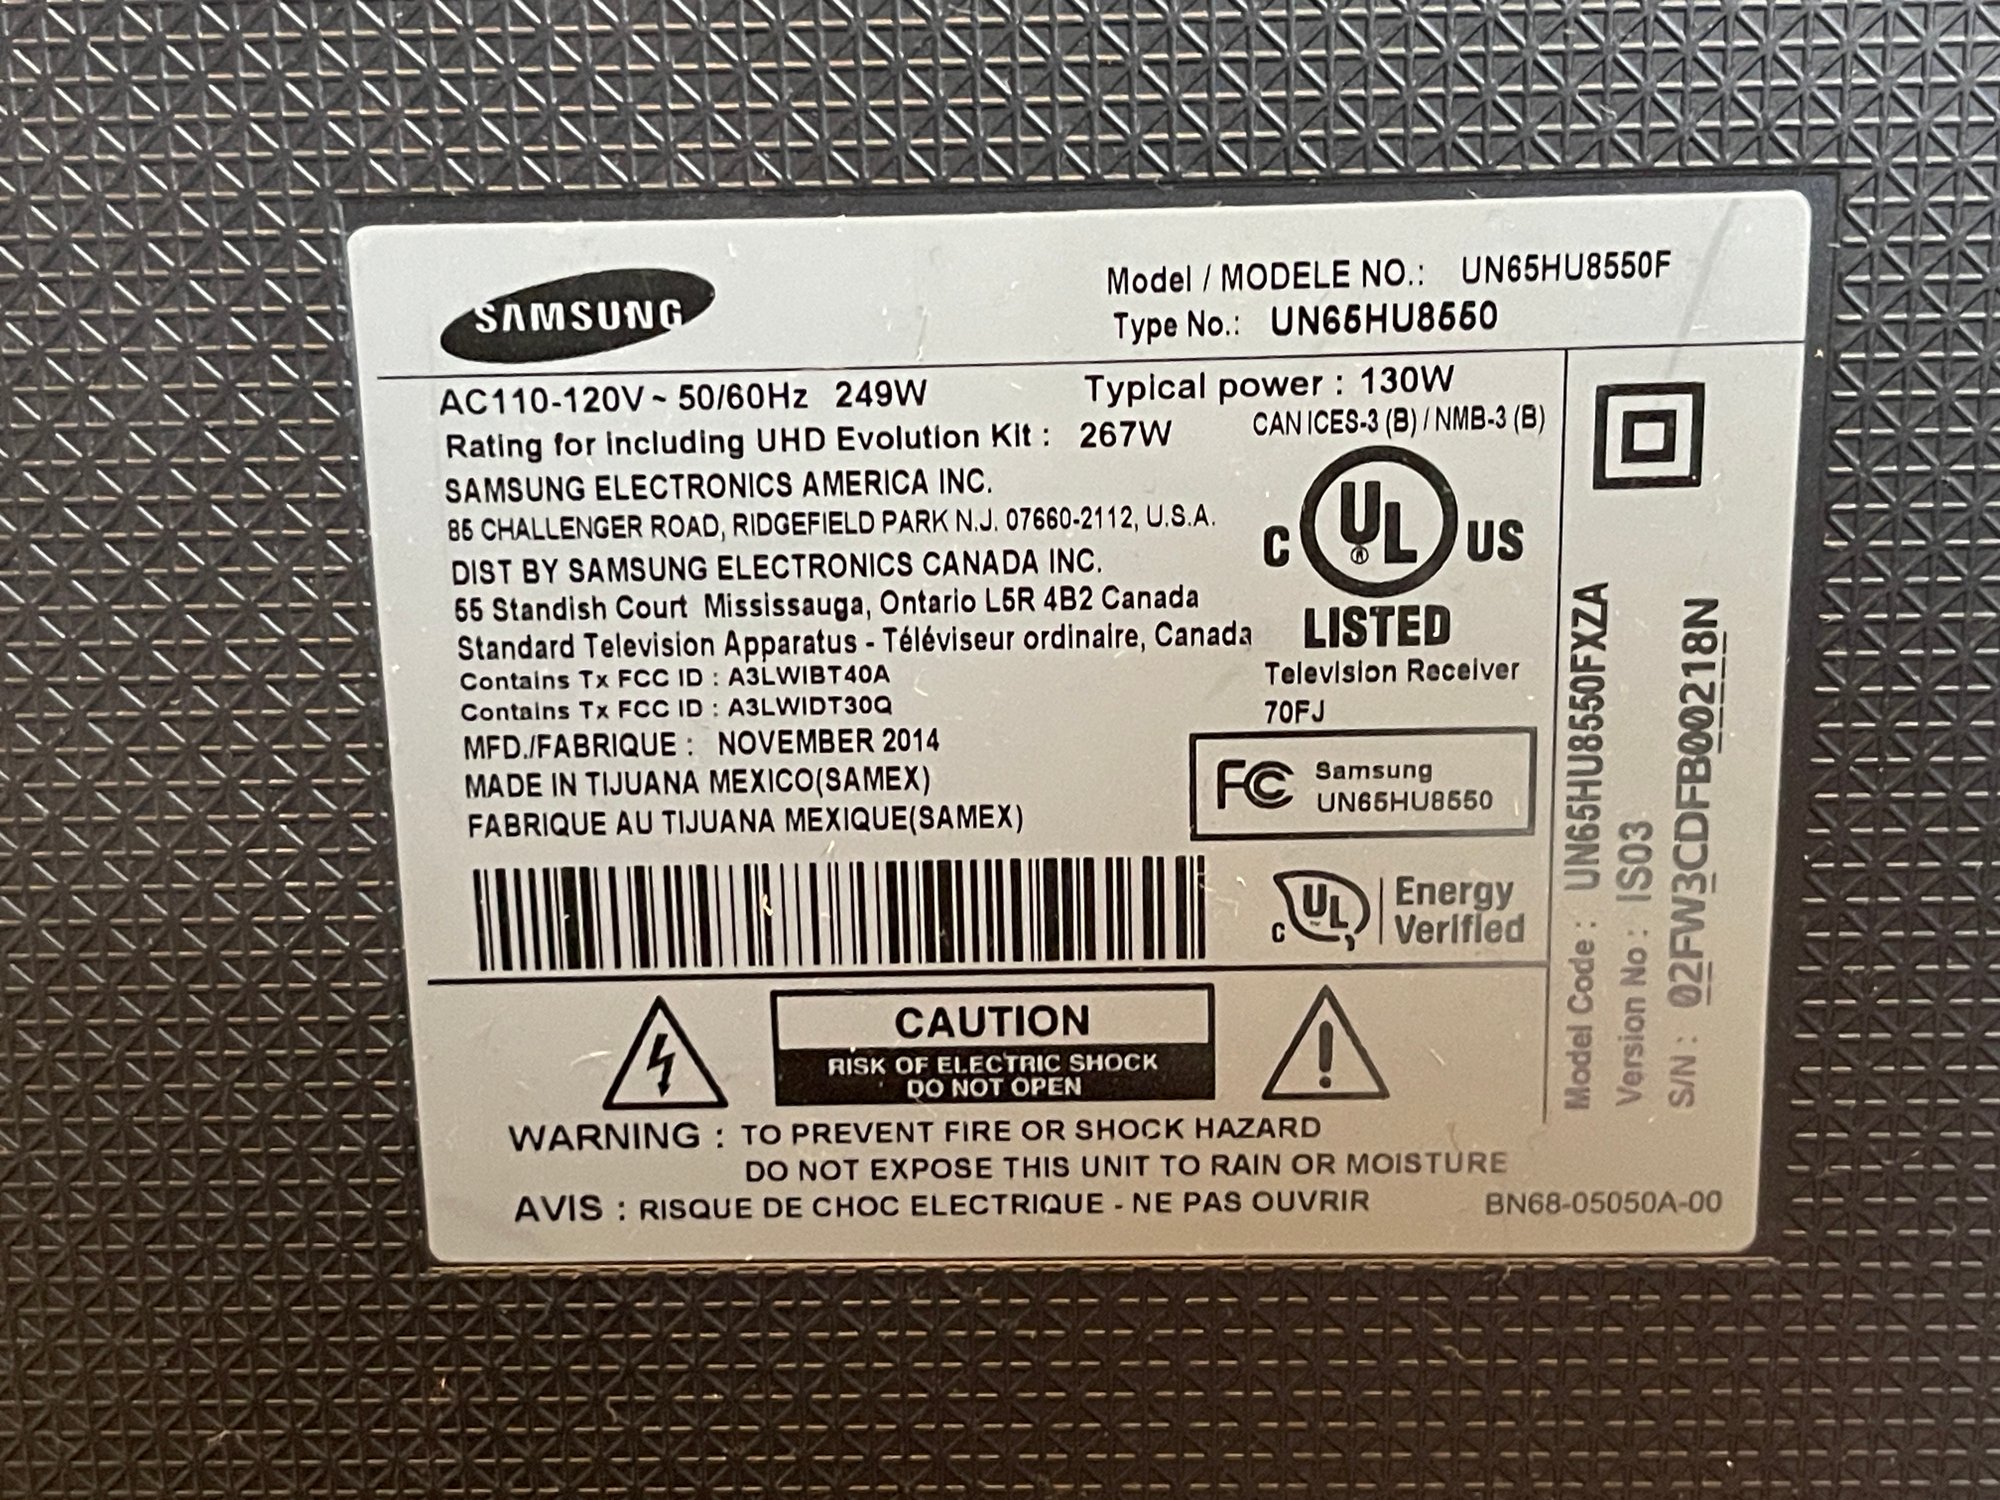 SAMSUNG
Model / MODELE NO.: UN65HU8550F
Type No.: UN65HU8550
AC110-120V ~ 50/60Hz 249W
Typical power : 130W
Rating for including UHD Evolution Kit : 267W
CAN ICES-3 (B) / NMB-3 (B)
SAMSUNG ELECTRONICS AMERICA INC.
85 CHALLENGER ROAD, RIDGEFIELD PARK N.J. 07660-2112, U.S.A.
DIST BY SAMSUNG ELECTRONICS CANADA INC.
55 Standish Court Mississauga, Ontario L5R 4B2 Canada
Standard Television Apparatus - Téléviseur ordinaire, Canada
Contains Tx FCC ID : A3LWIBT40A
Contains Tx FCC ID : A3LWIDT30Q
MFD./FABRIQUE : NOVEMBER 2014
MADE IN TIJUANA MEXICO(SAMEX)
FABRIQUE AU TIJUANA MEXIQUE(SAMEX)
C UL ® US
LISTED
Television Receiver
70FJ
FC Samsung
UN65HU8550
C UL Energy
Verified
CAUTION
RISK OF ELECTRIC SHOCK
DO NOT OPEN
WARNING : TO PREVENT FIRE OR SHOCK HAZARD
DO NOT EXPOSE THIS UNIT TO RAIN OR MOISTURE
AVIS : RISQUE DE CHOC ELECTRIQUE - NE PAS OUVRIR
BN68-05050A-00
Model Code : UN65HU8550FXZA
Version No : IS03
S/N : 02FW3CDFB00218N